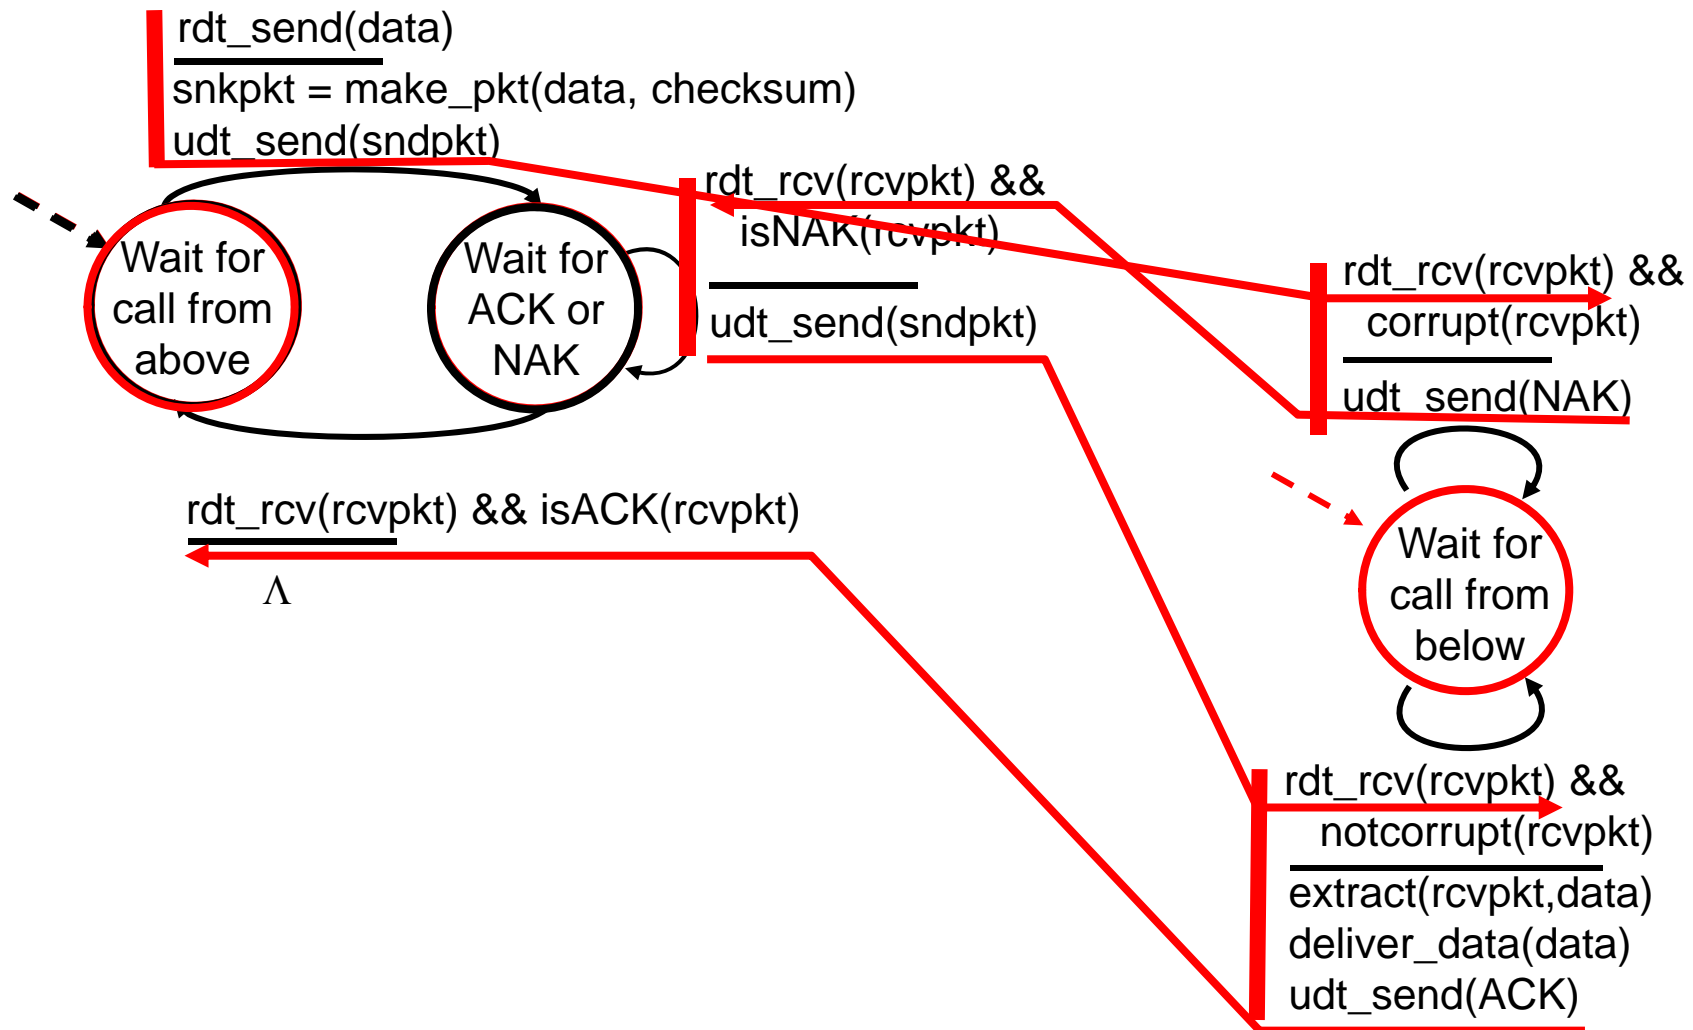 rdt_send(data)
snkpkt = make_pkt(data, checksum)
udt_send(sndpkt)
Wait for
call from
above
Wait for
ACK or
NAK
rdt_rcv(rcvpkt) &&
isNAK(rcvpkt)
udt_send(sndpkt)
rdt_rcv(rcvpkt) && isACK(rcvpkt)
Λ
rdt_rcv(rcvpkt) &&
corrupt(rcvpkt)
udt_send(NAK)
Wait for
call from
below
rdt_rcv(rcvpkt) &&
notcorrupt(rcvpkt)
extract(rcvpkt,data)
deliver_data(data)
udt_send(ACK)